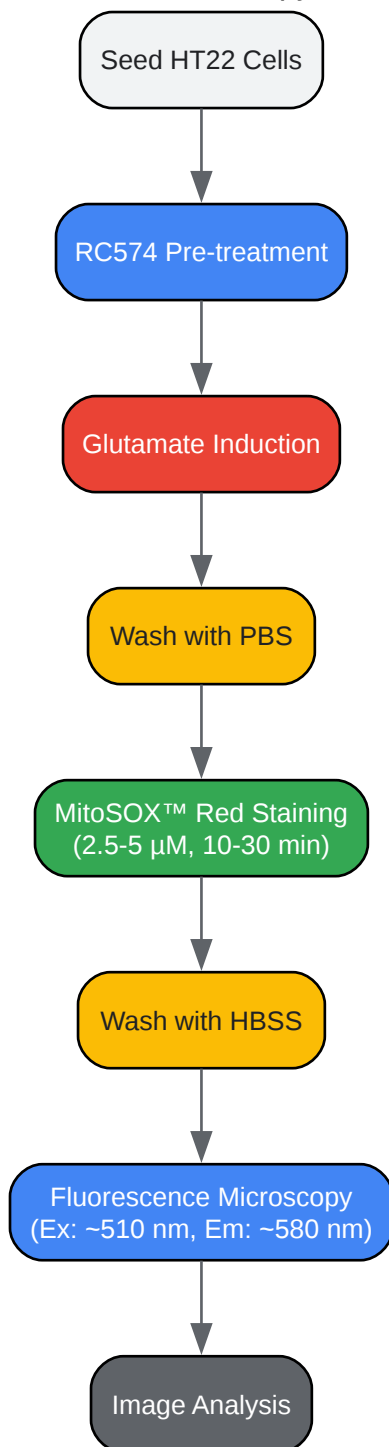 Seed HT22 Cells
RC574 Pre-treatment
Glutamate Induction
Wash with PBS
MitoSOX™ Red Staining
(2.5-5 µM, 10-30 min)
Wash with HBSS
Fluorescence Microscopy
(Ex: ~510 nm, Em: ~580 nm)
Image Analysis